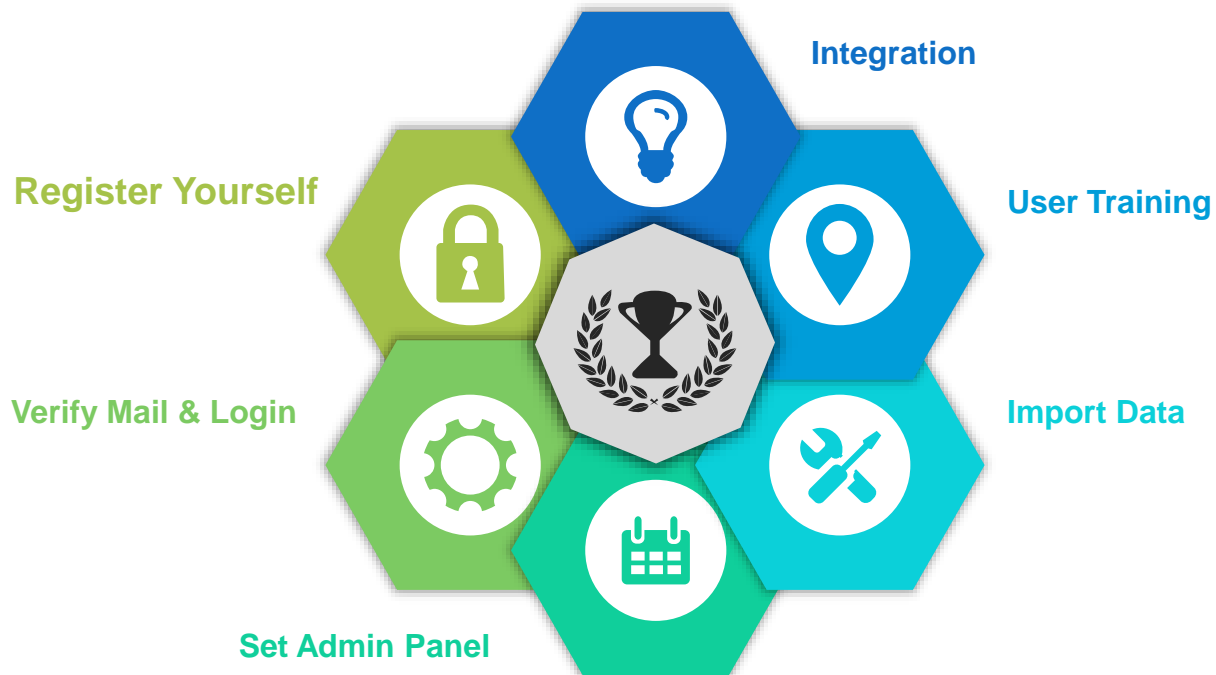 Integration
Register Yourself
User Training
Verify Mail & Login
Import Data
Set Admin Panel